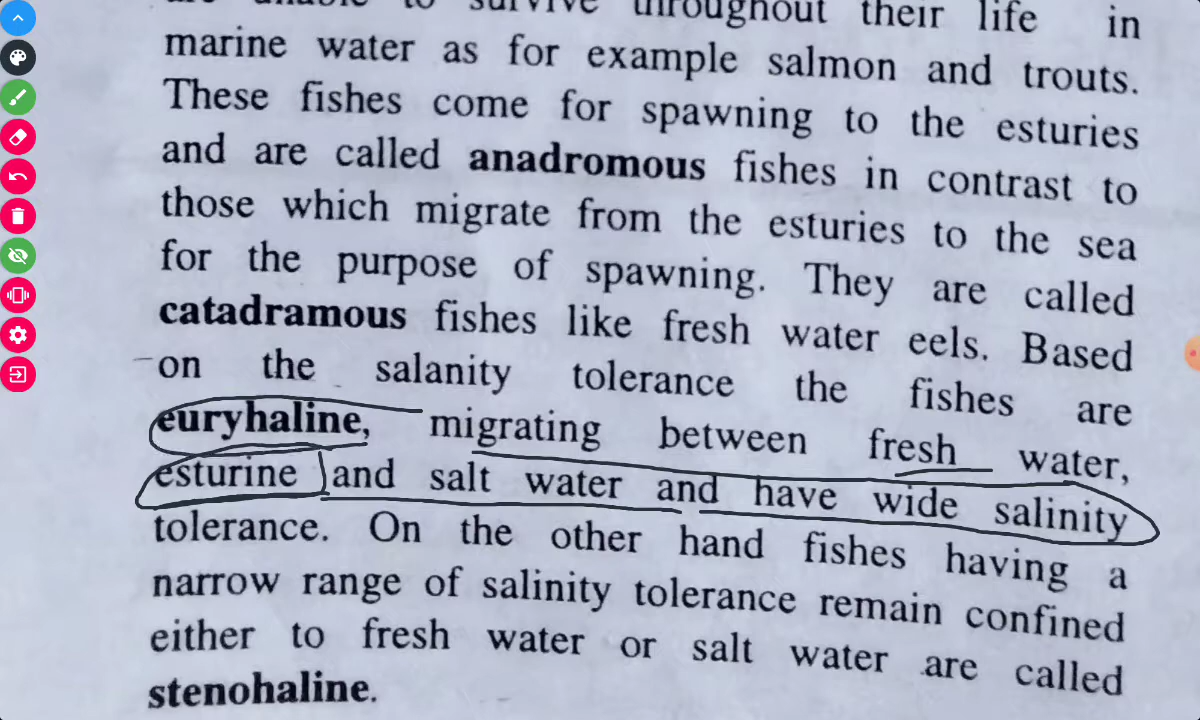 are unable to survive throughout their life in
marine water as for example salmon and trouts.
These fishes come for spawning to the esturies
and are called anadromous fishes in contrast to
those which migrate from the esturies to the sea
for the purpose of spawning. They are called
catadramous fishes like fresh water eels. Based
on the salanity tolerance the fishes are
euryhaline, migrating between fresh water,
esturine and salt water and have wide salinity
tolerance. On the other hand fishes having a
narrow range of salinity tolerance remain confined
either to fresh water or salt water are called
stenohaline.